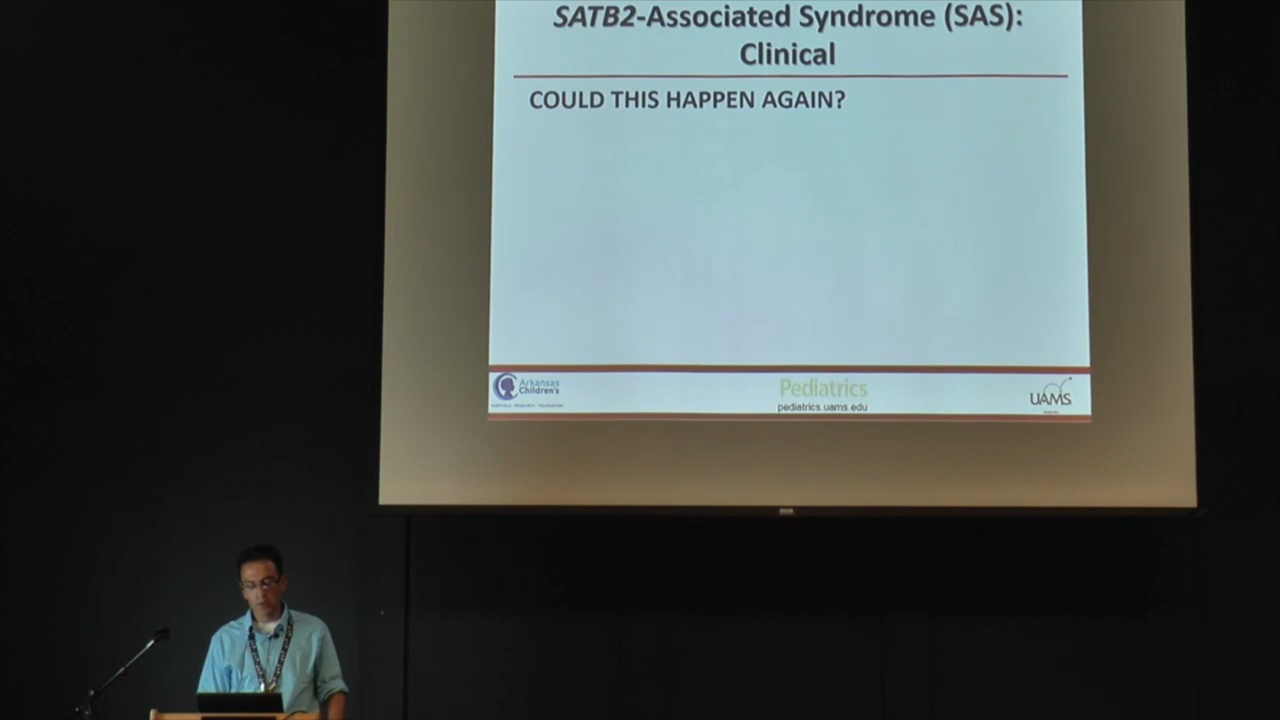 SATB2-Associated Syndrome (SAS):
Clinical
COULD THIS HAPPEN AGAIN?
Arkansas
Children's
Pediatrics
pediatrics.uams.edu
UAMS